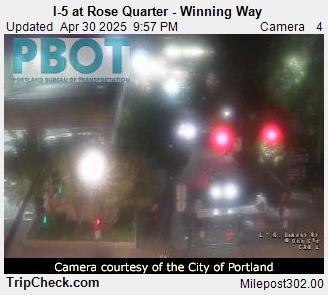 I-5 at Rose Quarter - Winning Way
Updated Apr 30 2025 9:57 PM Camera 4
PBOT
PORTLAND BUREAU OF TRANSPORTATION
Camera courtesy of the City of Portland
TripCheck.com Milepost302.00